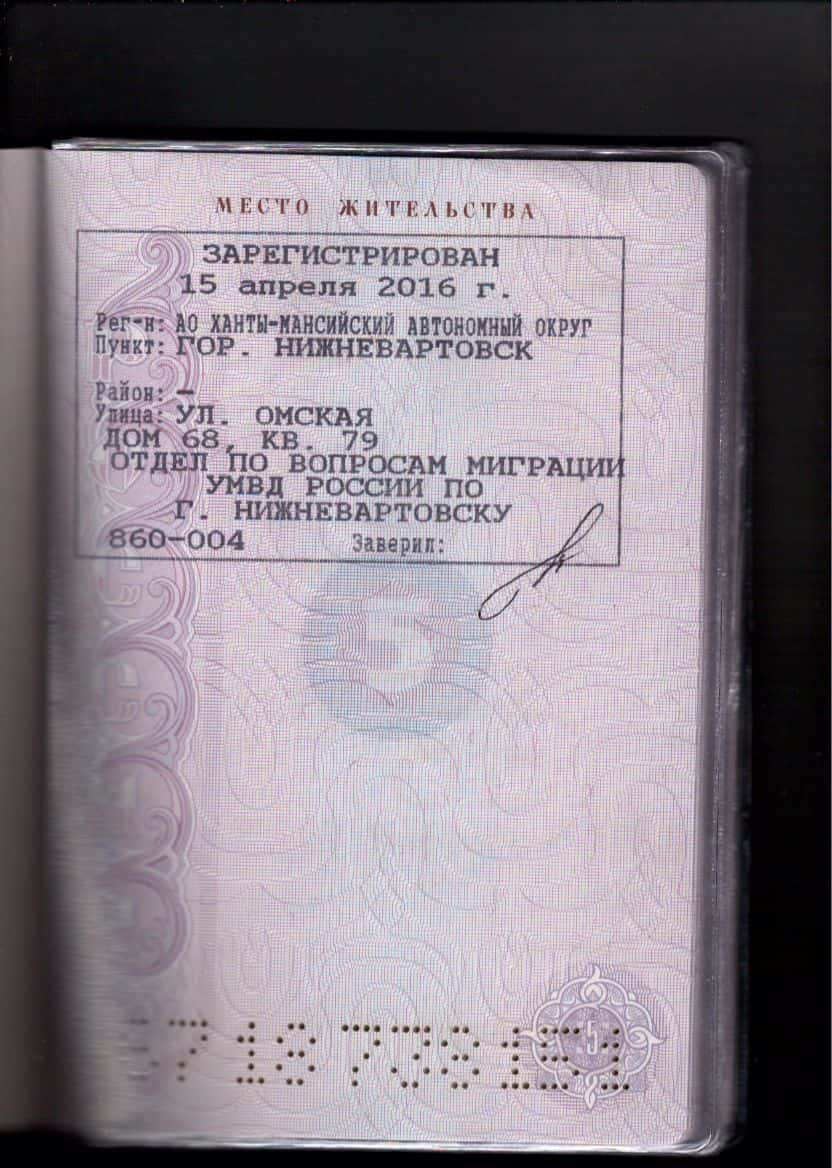 МЕСТО ЖИТЕЛЬСТВА
ЗАРЕГИСТРИРОВАН
15 апреля 2016 г.
Рег-н: АО ХАНТЫ-МАНСИЙСКИЙ АВТОНОМНЫЙ ОКРУГ
Пункт: ГОР. НИЖНЕВАРТОВСК
Район: —
Улица: УЛ. ОМСКАЯ
ДОМ 68, КВ. 79
ОТДЕЛ ПО ВОПРОСАМ МИГРАЦИИ
УМВД РОССИИ ПО
Г. НИЖНЕВАРТОВСКУ
860-004 Заверил:
5